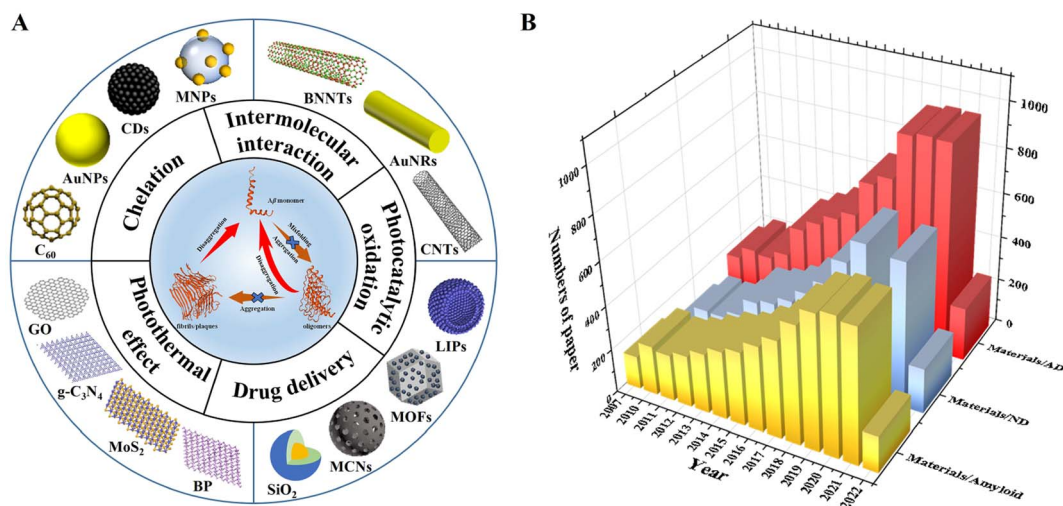 A
MNPs
CDs
AuNPs
C60
BNNTs
AuNRs
CNTs
Intermolecular
interaction
Chelation
Photocatalytic
oxidation
Photothermal
effect
Drug delivery
Aβ monomer
Misfolding
Aggregation
Disaggregation
Disaggregation
Aggregation
fibrils/plaques
oligomers
GO
g-C3N4
MoS2
BP
LIPs
MOFs
MCNs
SiO2
B
Numbers of paper
1000
800
600
400
200
0
1000
800
600
400
200
0
2007
2010
2011
2012
2013
2014
2015
2016
2017
2018
2019
2020
2021
2022
Year
Materials/AD
Materials/ND
Materials/Amyloid